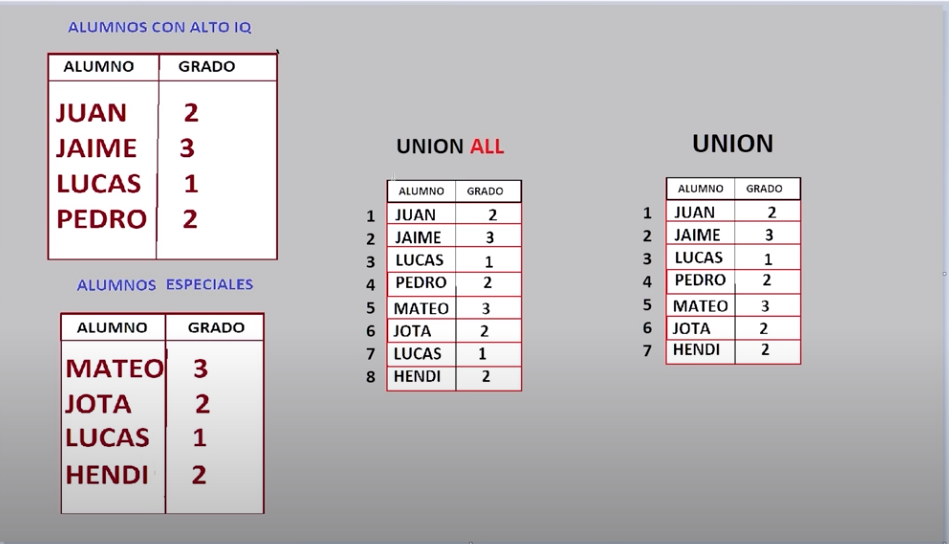 ALUMNOS CON ALTO IQ
ALUMNO GRADO
JUAN 2
JAIME 3
LUCAS 1
PEDRO 2
ALUMNOS ESPECIALES
ALUMNO GRADO
MATEO 3
JOTA 2
LUCAS 1
HENDI 2
UNION ALL
ALUMNO GRADO
1 JUAN 2
2 JAIME 3
3 LUCAS 1
4 PEDRO 2
5 MATEO 3
6 JOTA 2
7 LUCAS 1
8 HENDI 2
UNION
ALUMNO GRADO
1 JUAN 2
2 JAIME 3
3 LUCAS 1
4 PEDRO 2
5 MATEO 3
6 JOTA 2
7 HENDI 2